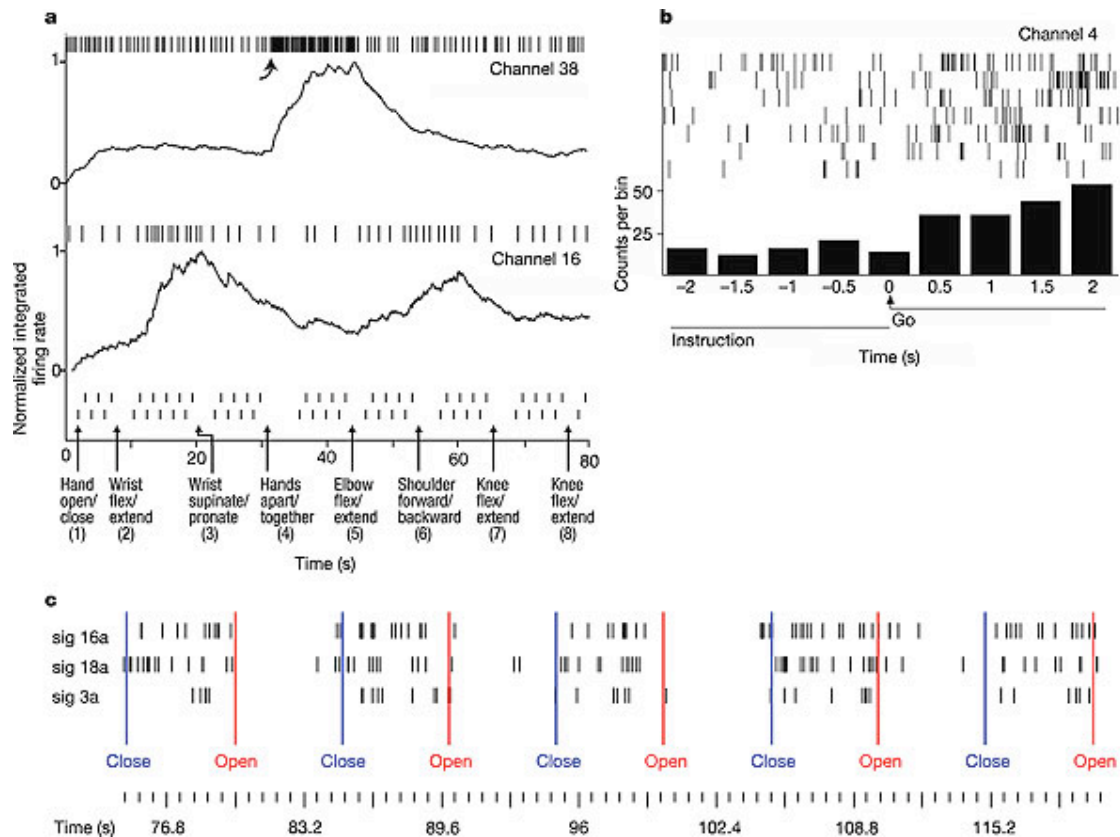 a
Channel 38
1
0
Channel 16
1
0
Normalized integrated
firing rate
0 20 40 60 80
Hand open/ close (1)
Wrist flex/ extend (2)
Wrist supinate/ pronate (3)
Hands apart/ together (4)
Elbow flex/ extend (5)
Shoulder forward/ backward (6)
Knee flex/ extend (7)
Knee flex/ extend (8)
Time (s)
b
Channel 4
50
25
Counts per bin
−2 −1.5 −1 −0.5 0 0.5 1 1.5 2
Go
Instruction
Time (s)
c
sig 16a
sig 18a
sig 3a
Close Open Close Open Close Open Close Open Close Open
Time (s) 76.8 83.2 89.6 96 102.4 108.8 115.2